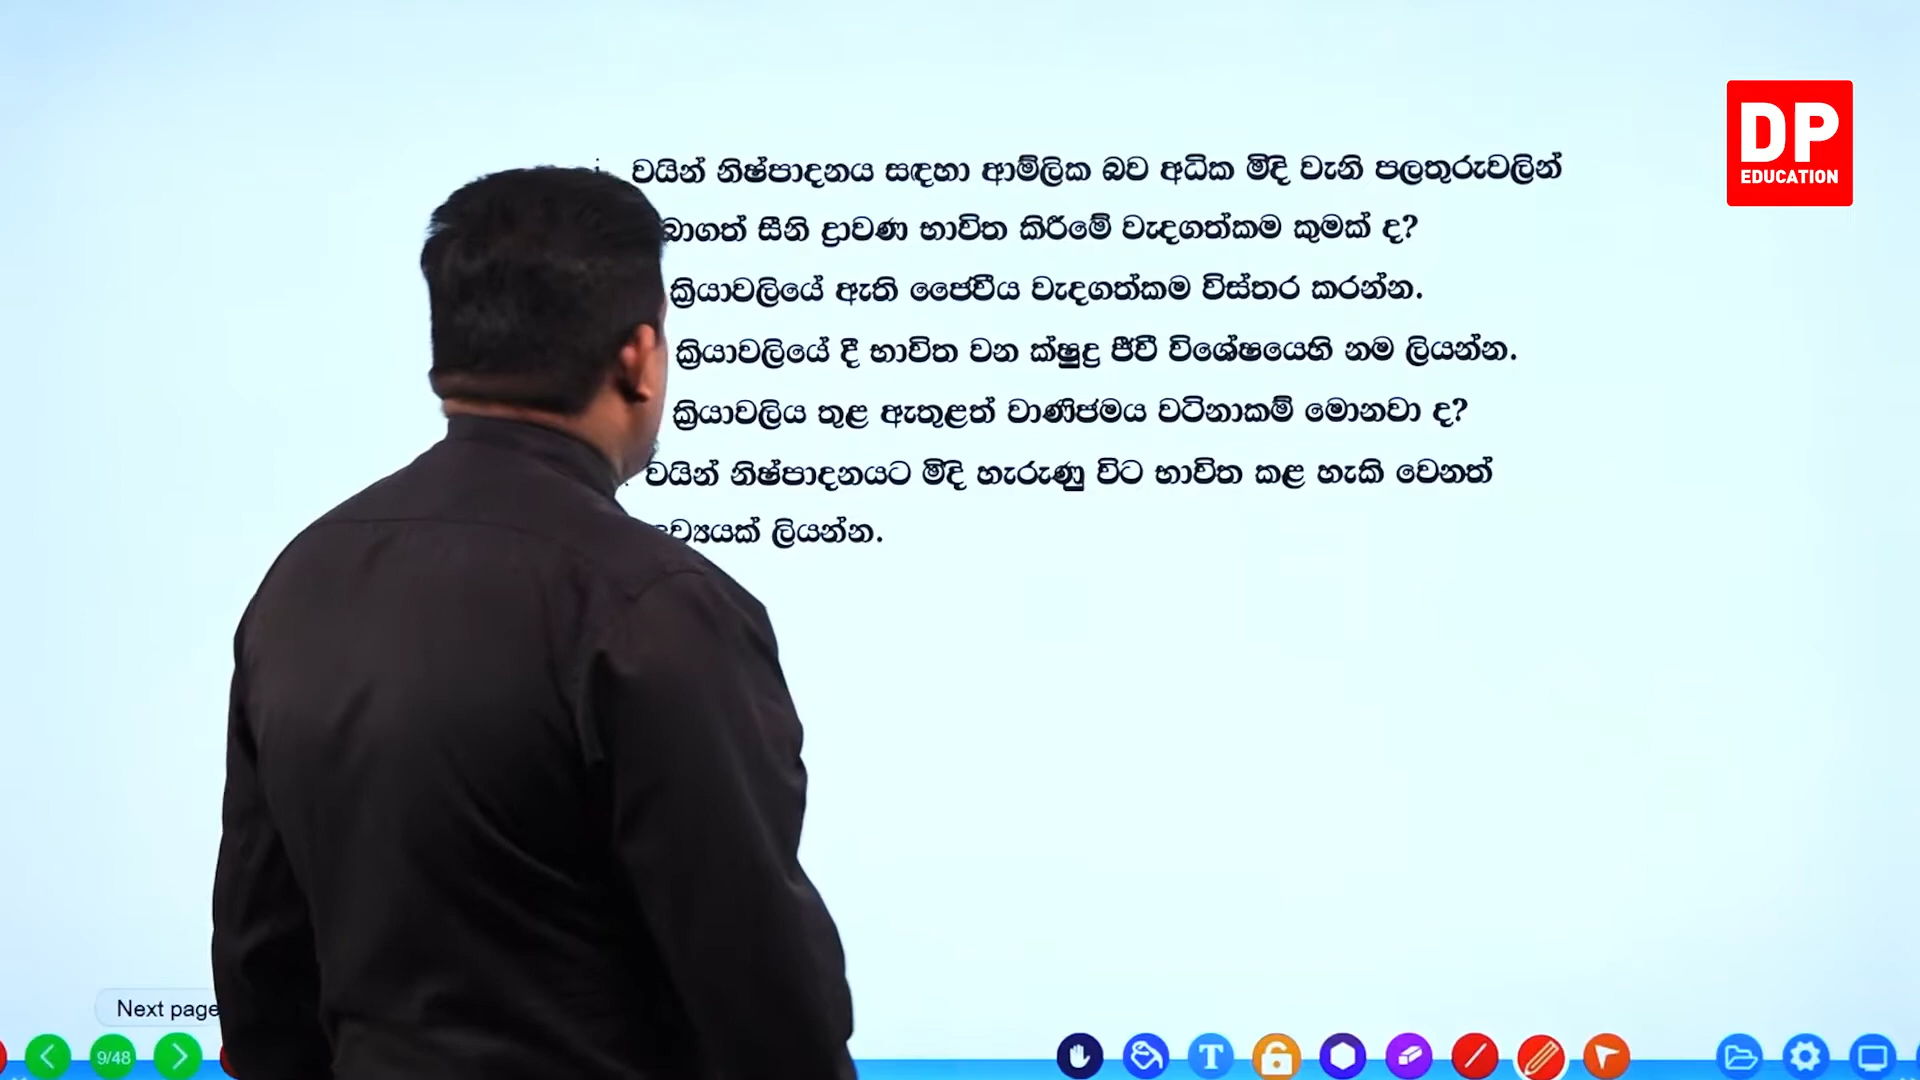 DP
EDUCATION
වයින් නිෂ්පාදනය සඳහා ආම්ලික බව අධික මිදි වැනි පලතුරුවලින්
සීනි ද්‍රාවණ භාවිත කිරීමේ වැදගත්කම කුමක් ද?
ක්‍රියාවලියේ ඇති ජෛවීය වැදගත්කම විස්තර කරන්න.
ක්‍රියාවලියේ දී භාවිත වන ක්ෂුද්‍ර ජීවී විශේෂයෙහි නම ලියන්න.
ක්‍රියාවලිය තුළ ඇතුළත් වාණිජමය වටිනාකම් මොනවා ද?
වයින් නිෂ්පාදනයට මිදි හැරුණු විට භාවිත කළ හැකි වෙනත්
ලියන්න.
Next page
9/48
T